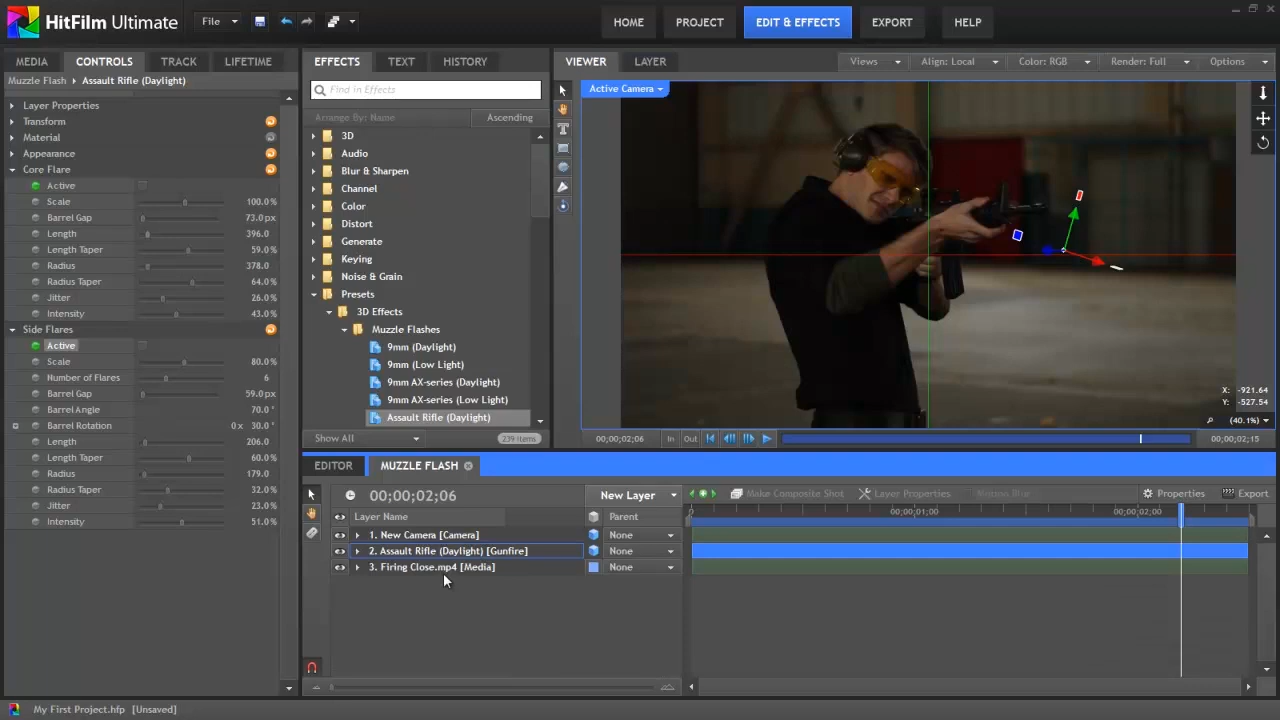 HitFilm Ultimate
File
HOME
PROJECT
EDIT & EFFECTS
EXPORT
HELP
MEDIA
CONTROLS
TRACK
LIFETIME
Muzzle Flash
Assault Rifle (Daylight)
Layer Properties
Transform
Material
Appearance
Core Flare
Active
Scale 100.0%
Barrel Gap 73.0 px
Length 396.0
Length Taper 59.0%
Radius 378.0
Radius Taper 64.0%
Jitter 26.0%
Intensity 43.0%
Side Flares
Active
Scale 80.0%
Number of Flares 6
Barrel Gap 59.0 px
Barrel Angle 70.0 °
Barrel Rotation 0 x 30.0 °
Length 206.0
Length Taper 60.0%
Radius 179.0
Radius Taper 32.0%
Jitter 23.0%
Intensity 51.0%
EFFECTS
TEXT
HISTORY
Find in Effects
Arrange By: Name
Ascending
3D
Audio
Blur & Sharpen
Channel
Color
Distort
Generate
Keying
Noise & Grain
Presets
3D Effects
Muzzle Flashes
9mm (Daylight)
9mm (Low Light)
9mm AX-series (Daylight)
9mm AX-series (Low Light)
Assault Rifle (Daylight)
Show All
239 items
VIEWER
LAYER
Views
Align: Local
Color: RGB
Render: Full
Options
Active Camera
X: -921.64
Y: -527.54
(40.1%)
00;00;02;06
In
Out
00;00;02;15
EDITOR
MUZZLE FLASH
00;00;02;06
New Layer
Make Composite Shot
Layer Properties
Motion Blur
Properties
Export
Layer Name
Parent
0
00;00;01;00
00;00;02;00
1. New Camera [Camera]
None
2. Assault Rifle (Daylight) [Gunfire]
None
3. Firing Close.mp4 [Media]
None
My First Project.hfp [Unsaved]